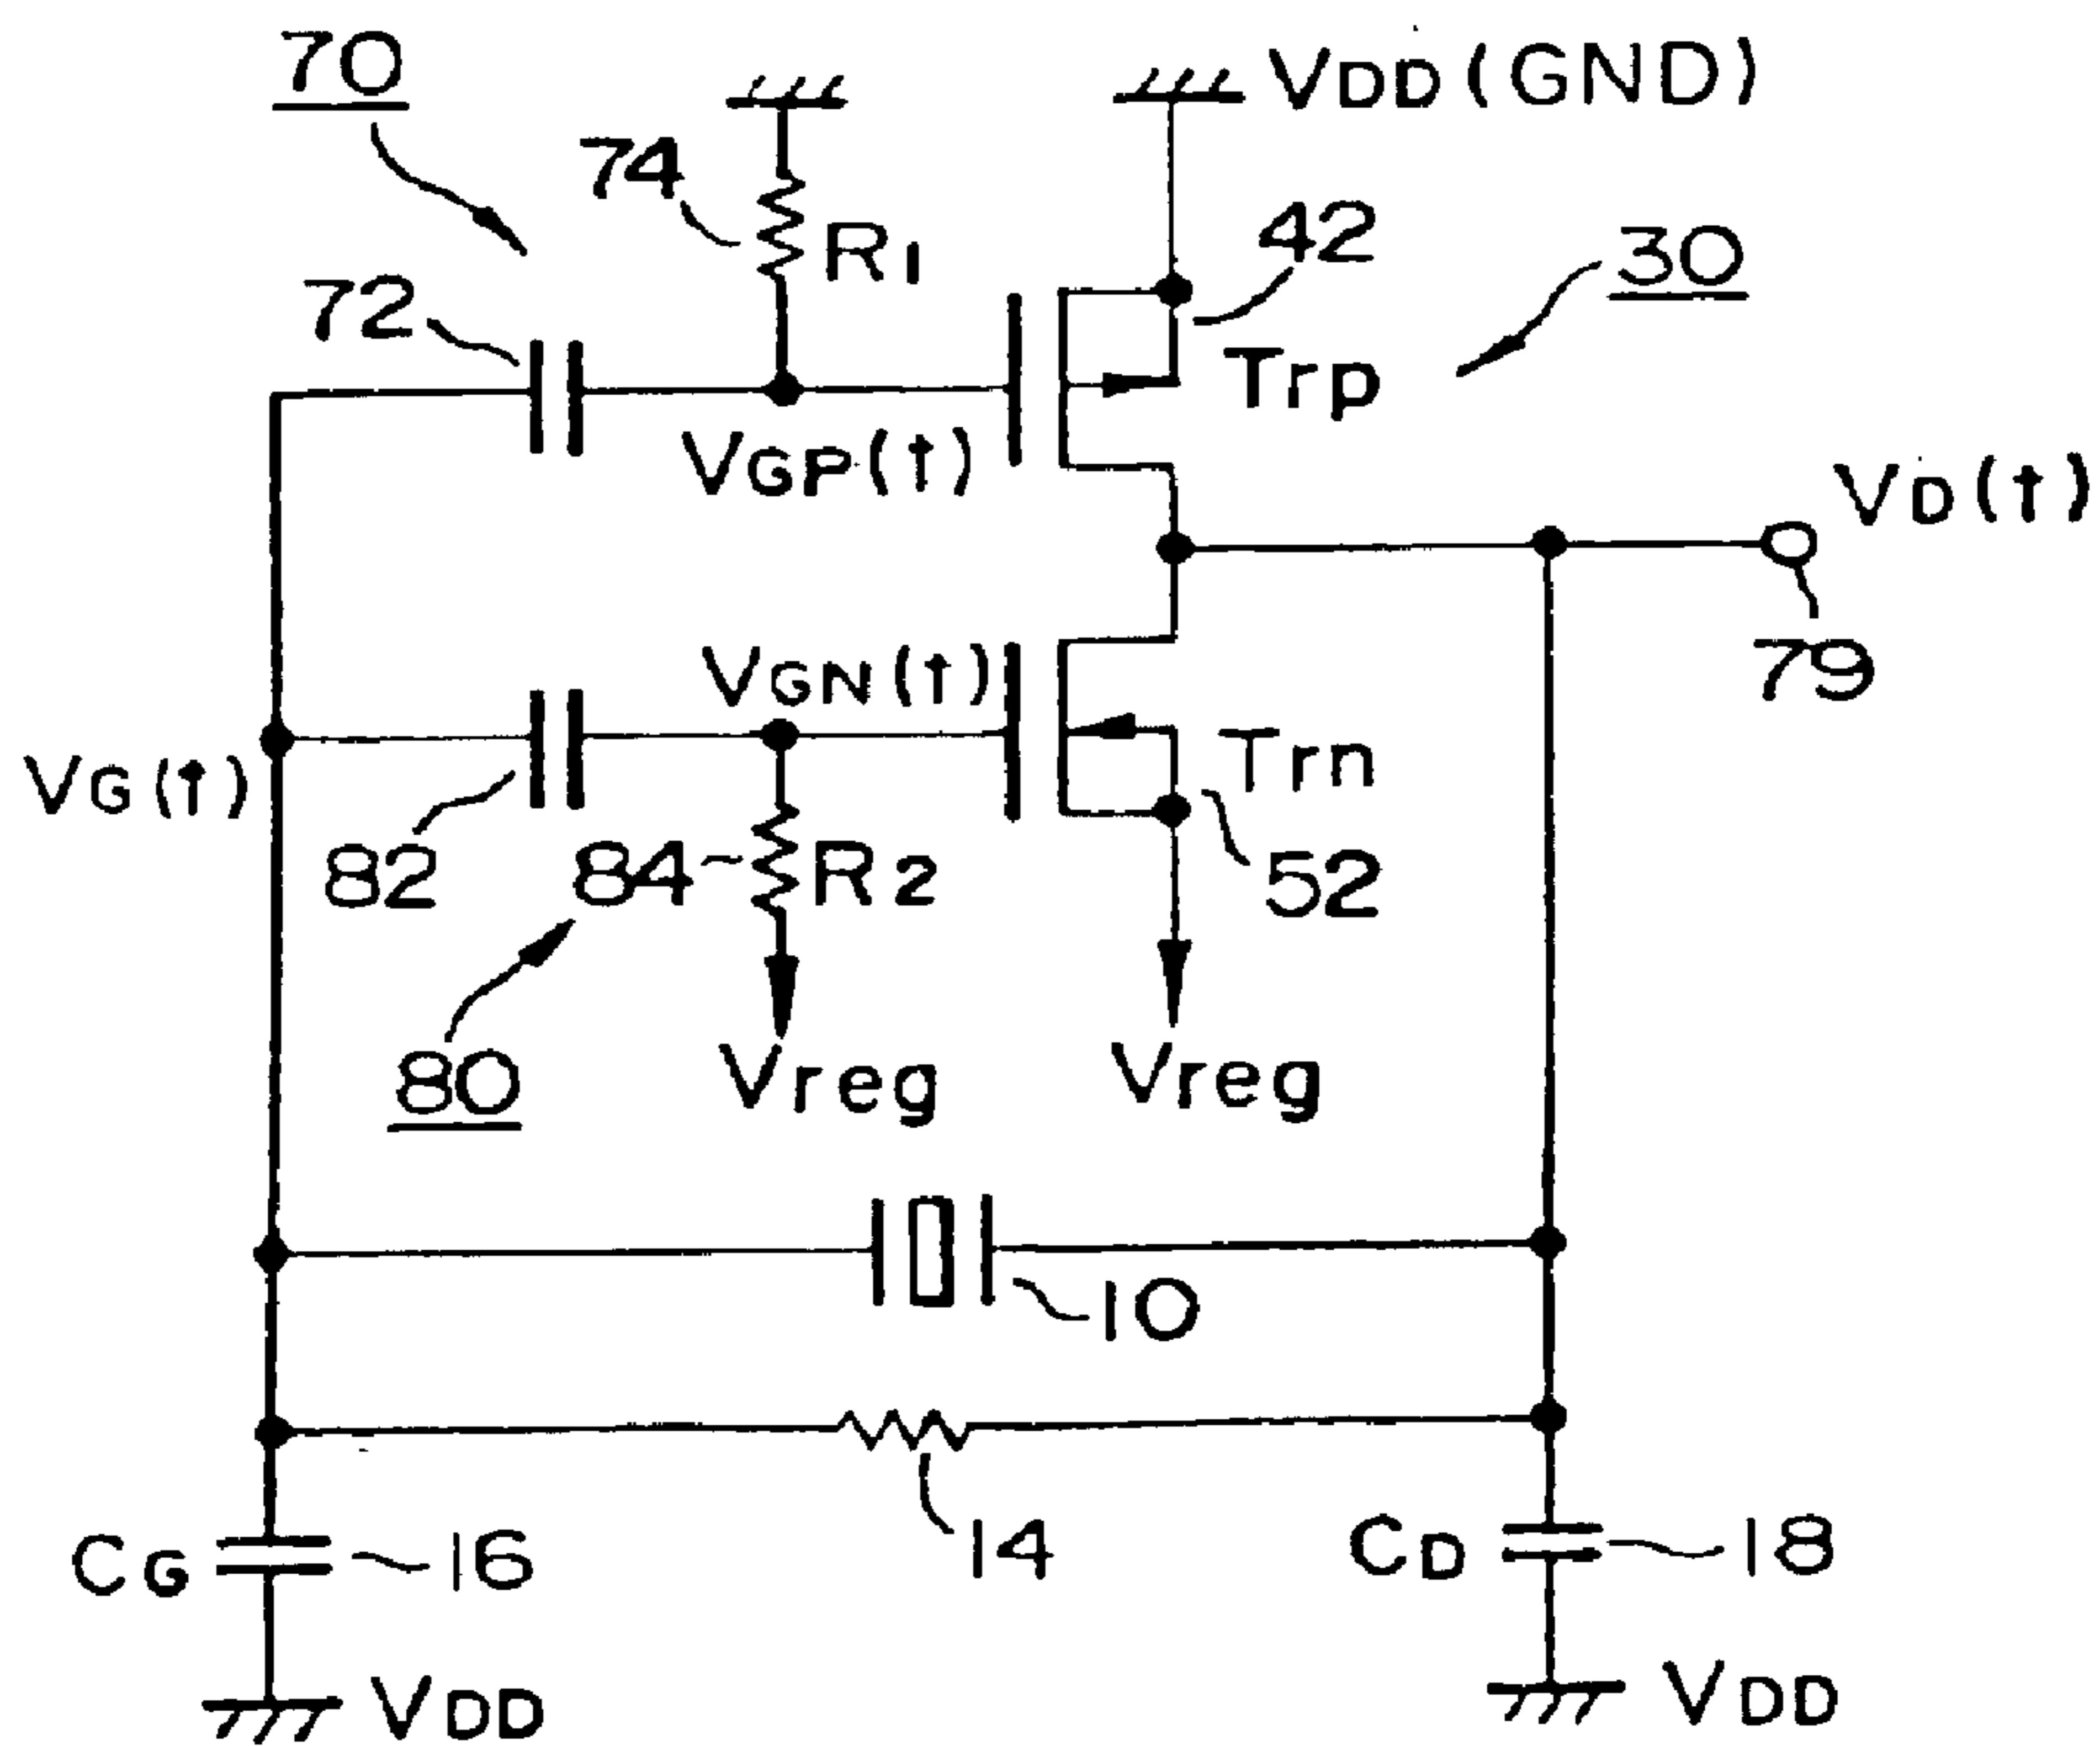 70
VDD (GND)
74
R1
42
30
72
Trp
VGP(t)
VD(t)
79
VGN(t)
VG(t)
Trn
82
84
R2
52
80
Vreg
Vreg
10
14
CG
16
CD
18
VDD
VDD